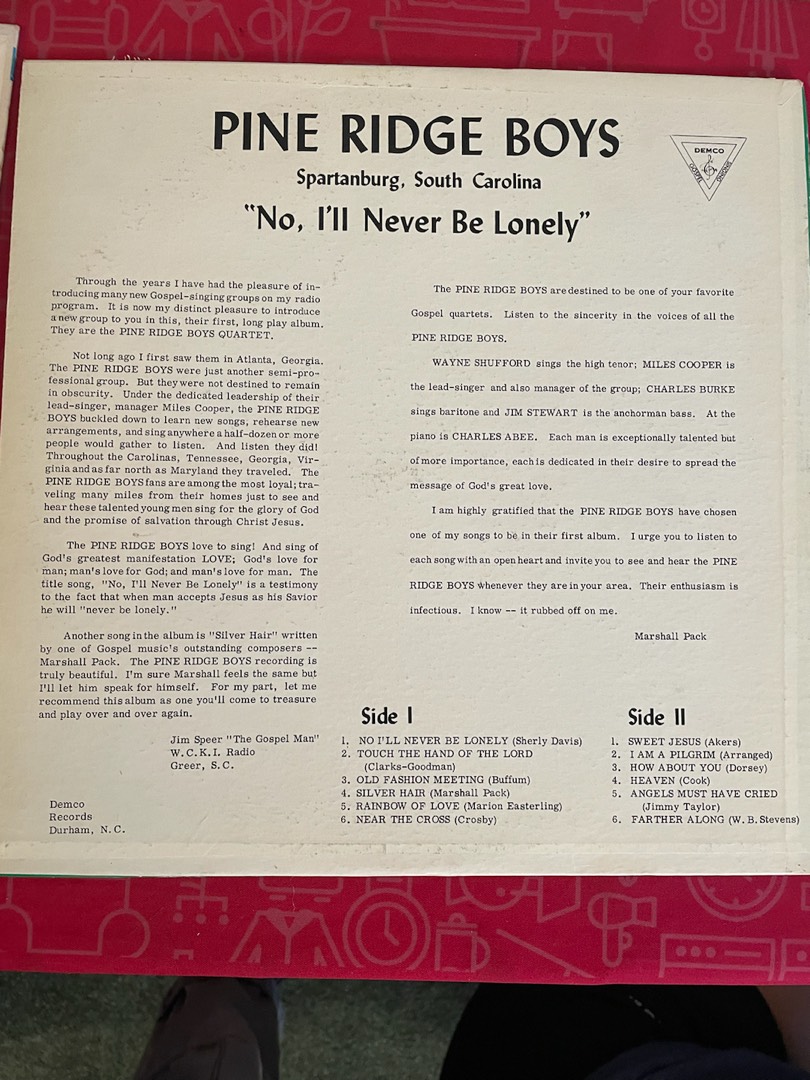 PINE RIDGE BOYS
Spartanburg, South Carolina
"No, I'll Never Be Lonely"
DEMCO
Through the years I have had the pleasure of in-
troducing many new Gospel-singing groups on my radio
program. It is now my distinct pleasure to introduce
a new group to you in this, their first, long play album.
They are the PINE RIDGE BOYS QUARTET.
Not long ago I first saw them in Atlanta, Georgia.
The PINE RIDGE BOYS were just another semi-pro-
fessional group. But they were not destined to remain
in obscurity. Under the dedicated leadership of their
lead-singer, manager Miles Cooper, the PINE RIDGE
BOYS buckled down to learn new songs, rehearse new
arrangements, and sing anywhere a half-dozen or more
people would gather to listen. And listen they did!
Throughout the Carolinas, Tennessee, Georgia, Vir-
ginia and as far north as Maryland they traveled. The
PINE RIDGE BOYS fans are among the most loyal; tra-
veling many miles from their homes just to see and
hear these talented young men sing for the glory of God
and the promise of salvation through Christ Jesus.
The PINE RIDGE BOYS love to sing! And sing of
God's greatest manifestation LOVE; God's love for
man; man's love for God; and man's love for man. The
title song, "No, I'll Never Be Lonely" is a testimony
to the fact that when man accepts Jesus as his Savior
he will "never be lonely."
Another song in the album is "Silver Hair" written
by one of Gospel music's outstanding composers --
Marshall Pack. The PINE RIDGE BOYS recording is
truly beautiful. I'm sure Marshall feels the same but
I'll let him speak for himself. For my part, let me
recommend this album as one you'll come to treasure
and play over and over again.
Jim Speer "The Gospel Man"
W.C.K.I. Radio
Greer, S.C.
Demco
Records
Durham, N.C.
The PINE RIDGE BOYS are destined to be one of your favorite
Gospel quartets. Listen to the sincerity in the voices of all the
PINE RIDGE BOYS.
WAYNE SHUFFORD sings the high tenor; MILES COOPER is
the lead-singer and also manager of the group; CHARLES BURKE
sings baritone and JIM STEWART is the anchorman bass. At the
piano is CHARLES ABEE. Each man is exceptionally talented but
of more importance, each is dedicated in their desire to spread the
message of God's great love.
I am highly gratified that the PINE RIDGE BOYS have chosen
one of my songs to be in their first album. I urge you to listen to
each song with an open heart and invite you to see and hear the PINE
RIDGE BOYS whenever they are in your area. Their enthusiasm is
infectious. I know -- it rubbed off on me.
Marshall Pack
Side I
1. NO I'LL NEVER BE LONELY (Sherly Davis)
2. TOUCH THE HAND OF THE LORD
(Clarks-Goodman)
3. OLD FASHION MEETING (Buffum)
4. SILVER HAIR (Marshall Pack)
5. RAINBOW OF LOVE (Marion Easterling)
6. NEAR THE CROSS (Crosby)
Side II
1. SWEET JESUS (Akers)
2. I AM A PILGRIM (Arranged)
3. HOW ABOUT YOU (Dorsey)
4. HEAVEN (Cook)
5. ANGELS MUST HAVE CRIED
(Jimmy Taylor)
6. FARTHER ALONG (W.B. Stevens)